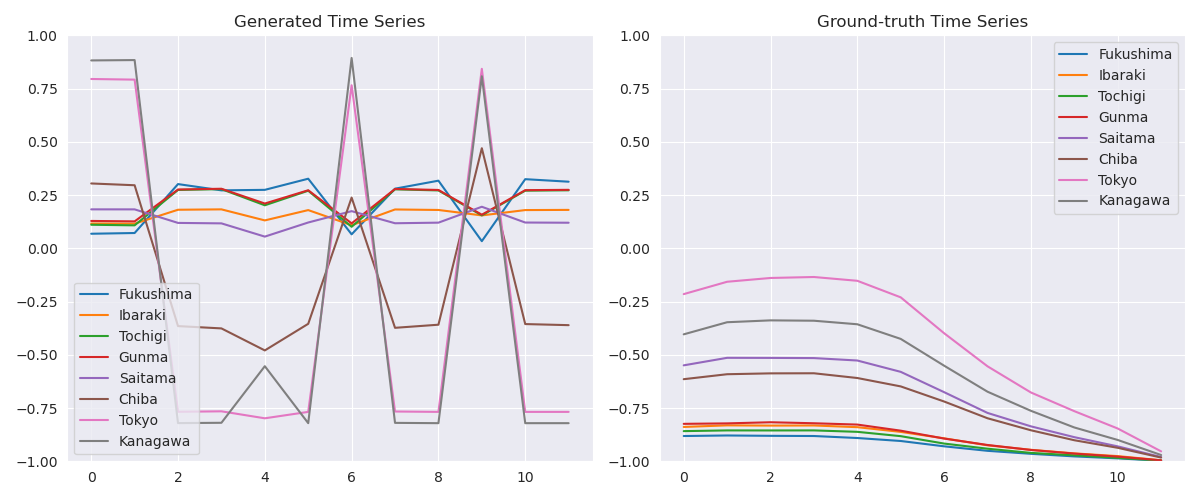 Generated Time Series
1.00
0.75
0.50
0.25
0.00
−0.25
−0.50
−0.75
−1.00
0 2 4 6 8 10
Fukushima
Ibaraki
Tochigi
Gunma
Saitama
Chiba
Tokyo
Kanagawa
Ground-truth Time Series
1.00
0.75
0.50
0.25
0.00
−0.25
−0.50
−0.75
−1.00
0 2 4 6 8 10
Fukushima
Ibaraki
Tochigi
Gunma
Saitama
Chiba
Tokyo
Kanagawa